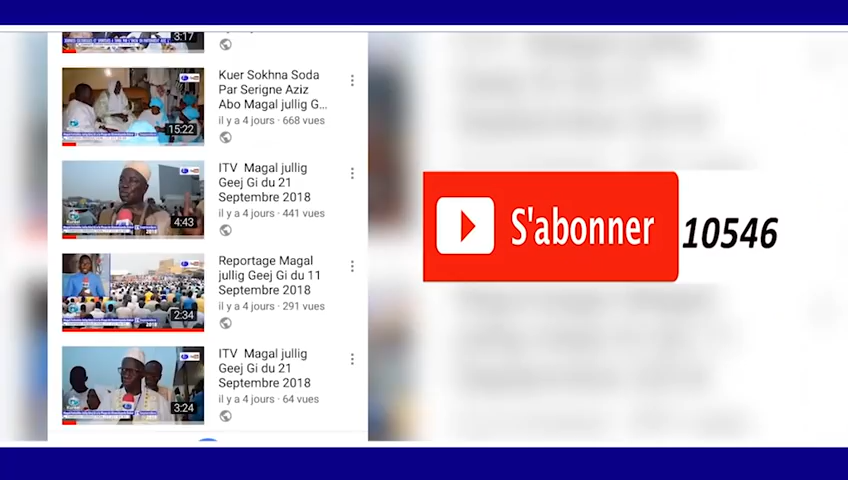 3:17
Kuer Sokhna Soda
Par Serigne Aziz
Abo Magal jullig G...
il y a 4 jours · 668 vues
15:22
ITV Magal jullig
Geej Gi du 21
Septembre 2018
il y a 4 jours · 441 vues
4:43
Reportage Magal
jullig Geej Gi du 11
Septembre 2018
il y a 4 jours · 291 vues
2:34
2018
ITV Magal jullig
Geej Gi du 21
Septembre 2018
il y a 4 jours · 64 vues
3:24
S'abonner
10546